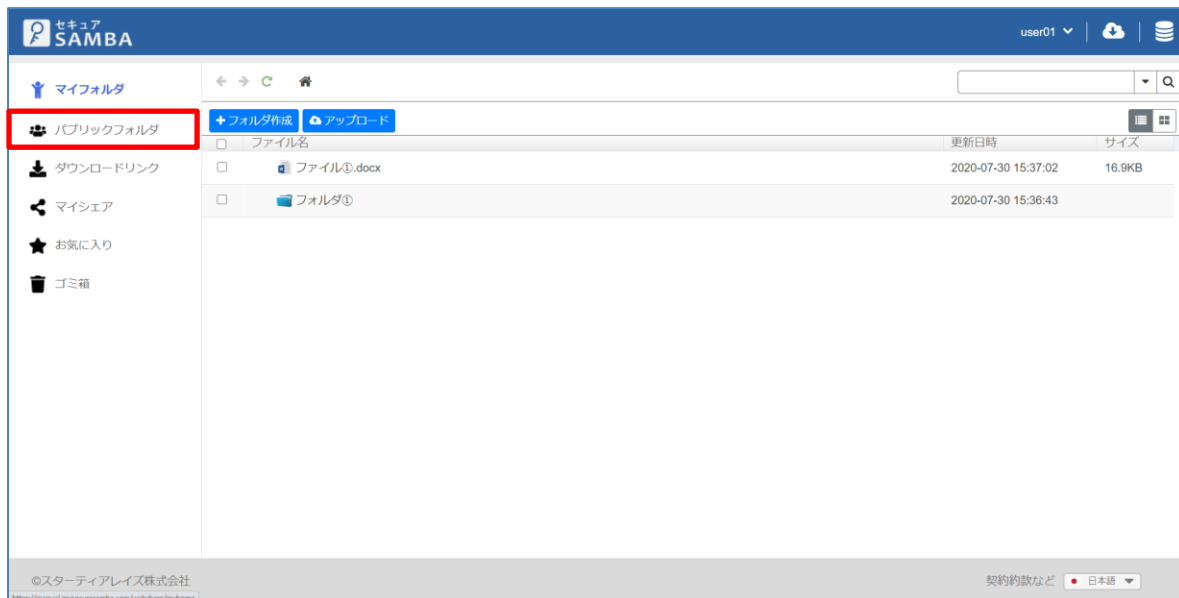 セキュア
SAMBA
user01
マイフォルダ
パブリックフォルダ
ダウンロードリンク
マイシェア
お気に入り
ゴミ箱
フォルダ作成 アップロード
ファイル名 更新日時 サイズ
ファイル①.docx 2020-07-30 15:37:02 16.9KB
フォルダ① 2020-07-30 15:36:43
©スターティアレイズ株式会社 契約約款など 日本語